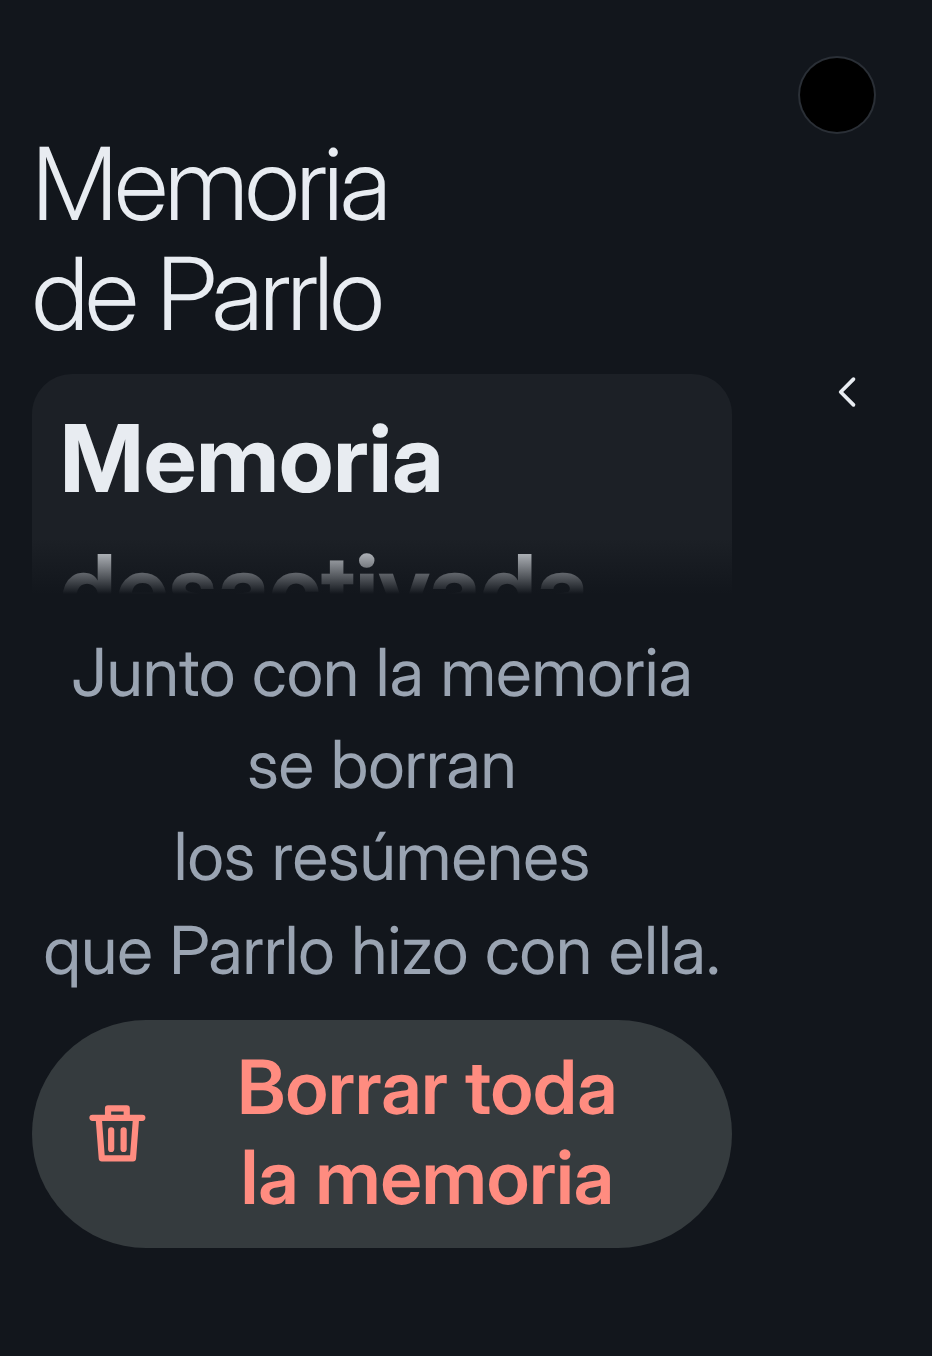 Memoria
de Parrlo
Memoria
desactivada
Junto con la memoria
se borran
los resúmenes
que Parrlo hizo con ella.
Borrar toda
la memoria